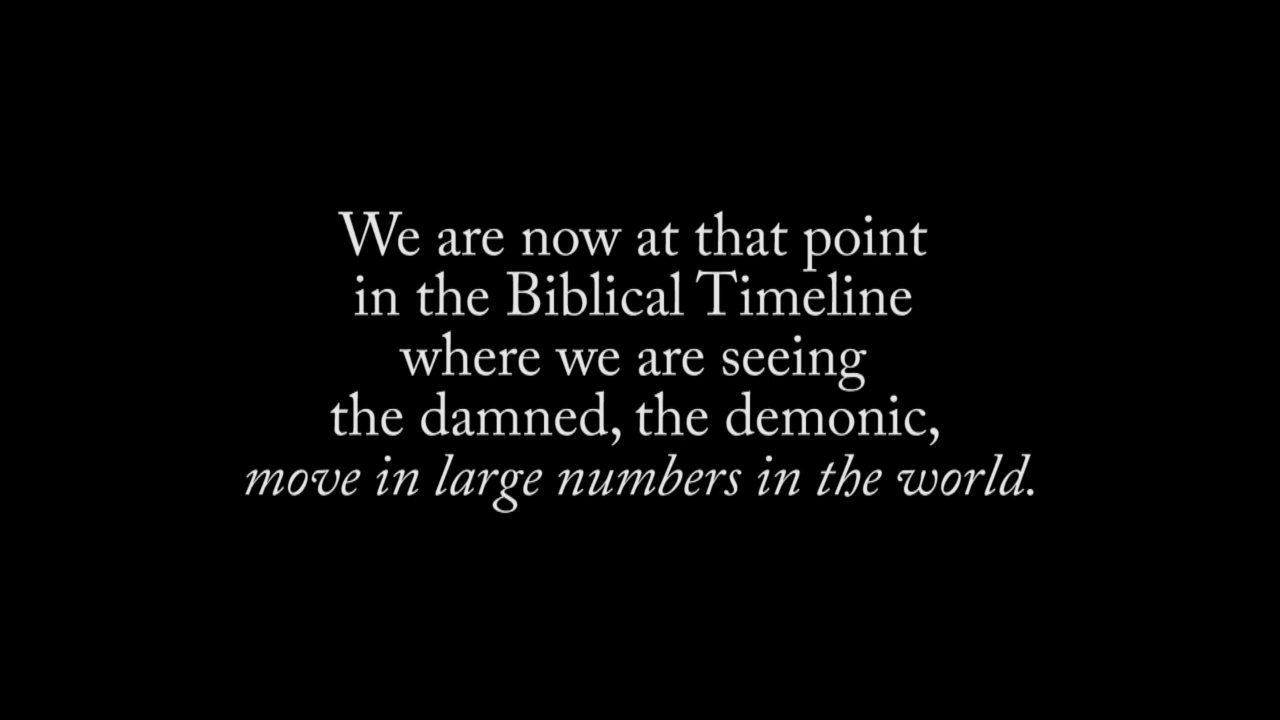 We are now at that point
in the Biblical Timeline
where we are seeing
the damned, the demonic,
move in large numbers in the world.